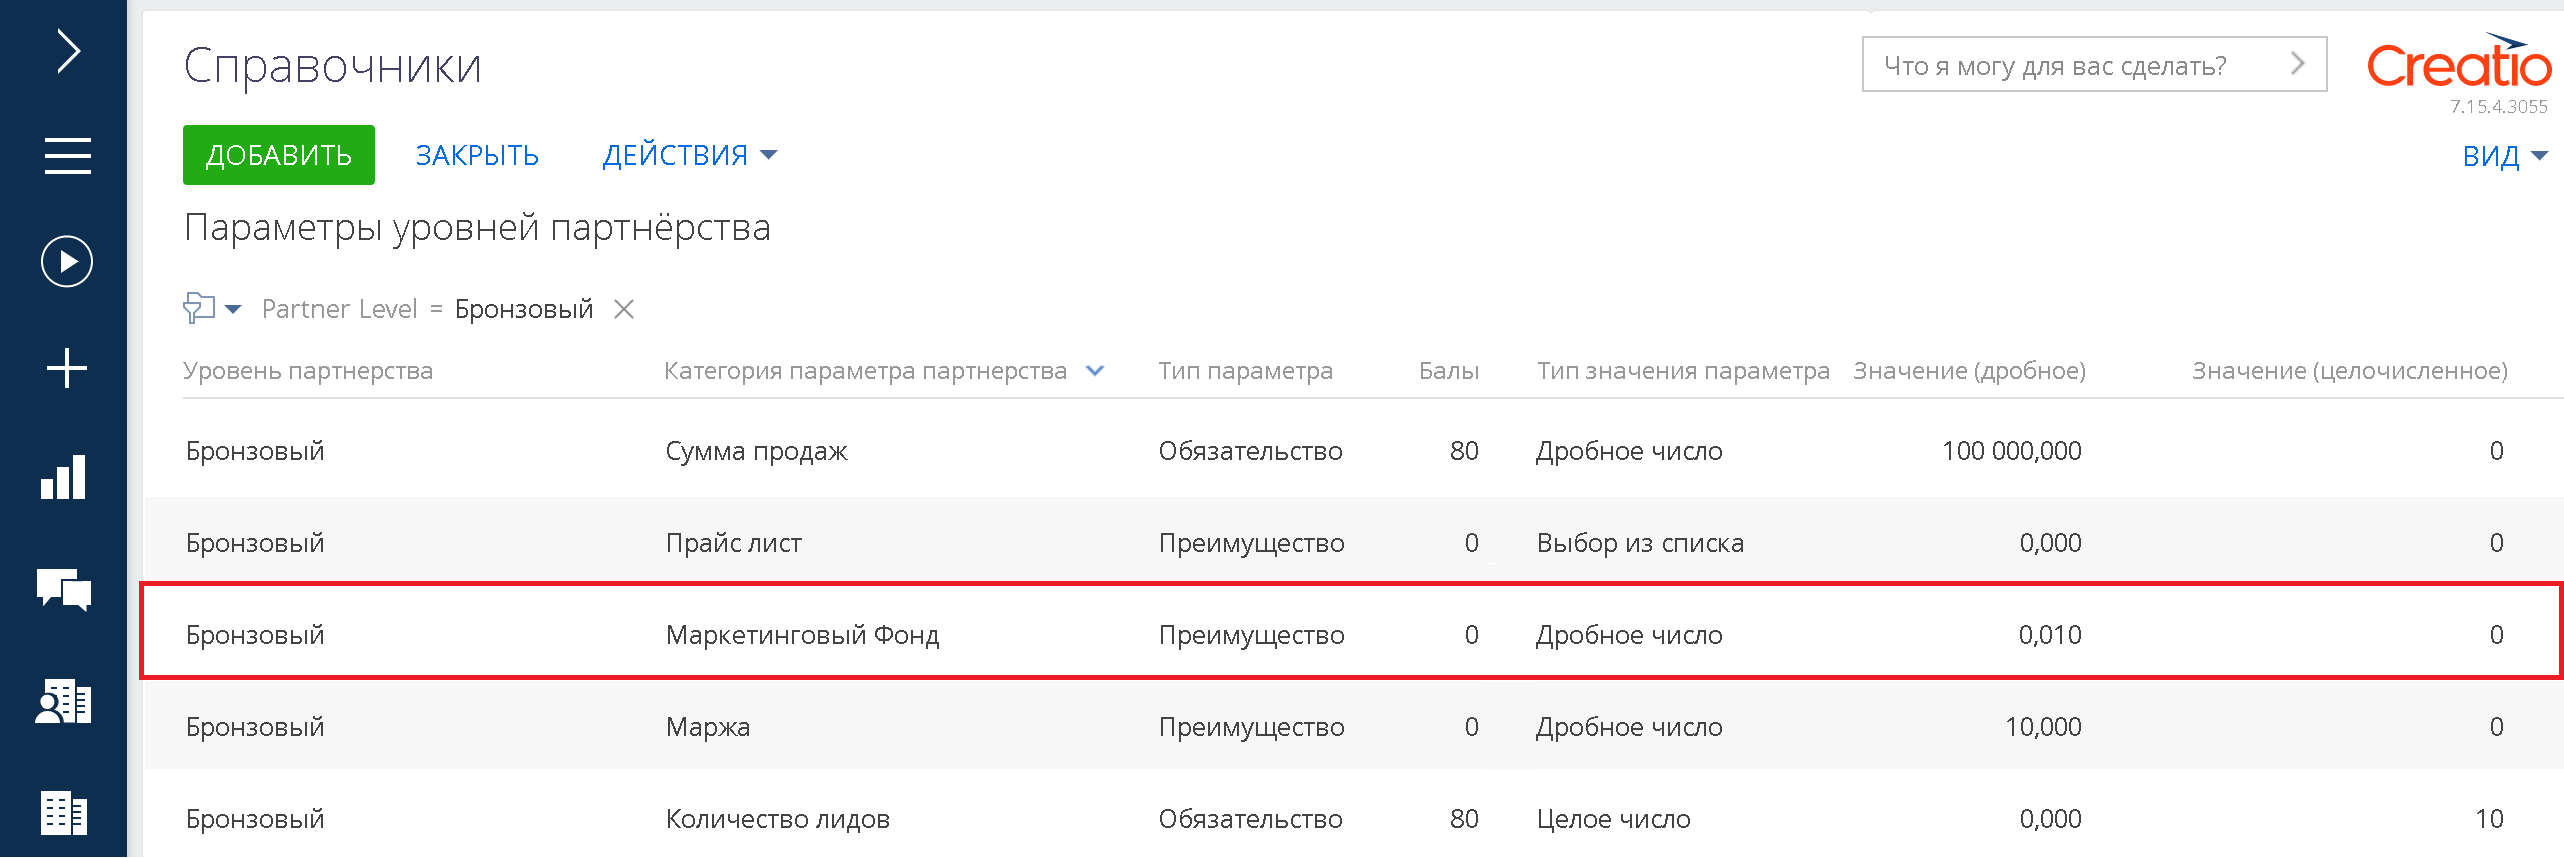 Справочники
Что я могу для вас сделать?
Creatio
7.15.4.3055
ДОБАВИТЬ ЗАКРЫТЬ ДЕЙСТВИЯ ВИД
Параметры уровней партнёрства
Partner Level = Бронзовый
Уровень партнерства Категория параметра партнерства Тип параметра Балы Тип значения параметра Значение (дробное) Значение (целочисленное)
Бронзовый Сумма продаж Обязательство 80 Дробное число 100 000,000 0
Бронзовый Прайс лист Преимущество 0 Выбор из списка 0,000 0
Бронзовый Маркетинговый Фонд Преимущество 0 Дробное число 0,010 0
Бронзовый Маржа Преимущество 0 Дробное число 10,000 0
Бронзовый Количество лидов Обязательство 80 Целое число 0,000 10